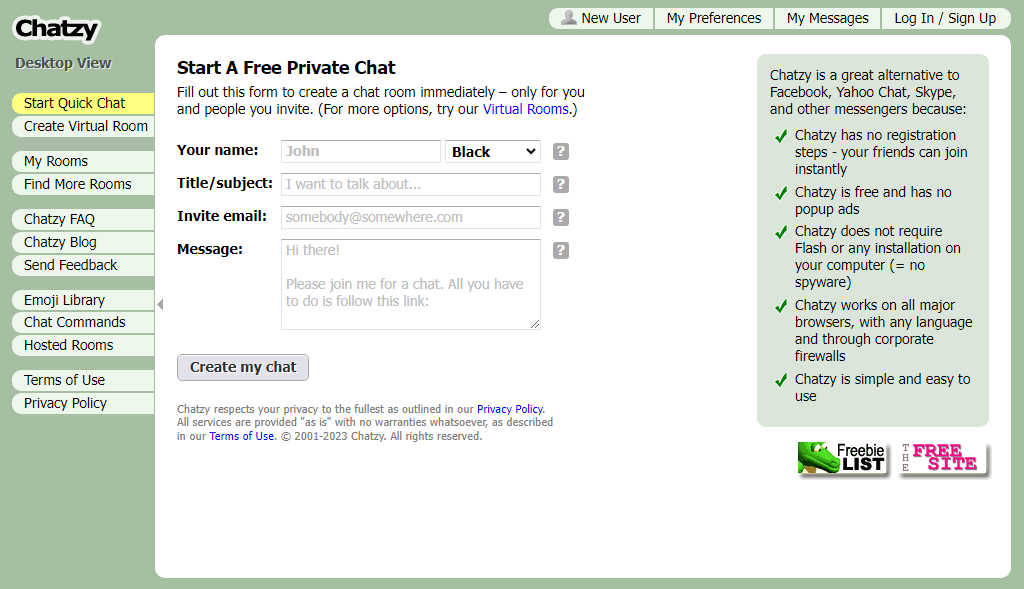 Chatzy
New User
My Preferences
My Messages
Log In / Sign Up
Desktop View
Start Quick Chat
Create Virtual Room
My Rooms
Find More Rooms
Chatzy FAQ
Chatzy Blog
Send Feedback
Emoji Library
Chat Commands
Hosted Rooms
Terms of Use
Privacy Policy
Start A Free Private Chat
Fill out this form to create a chat room immediately – only for you
and people you invite. (For more options, try our Virtual Rooms.)
Your name: John Black ?
Title/subject: I want to talk about... ?
Invite email: somebody@somewhere.com ?
Message: Hi there! ?
Please join me for a chat. All you have
to do is follow this link:
Create my chat
Chatzy respects your privacy to the fullest as outlined in our Privacy Policy.
All services are provided "as is" with no warranties whatsoever, as described
in our Terms of Use. © 2001-2023 Chatzy. All rights reserved.
Chatzy is a great alternative to
Facebook, Yahoo Chat, Skype,
and other messengers because:
Chatzy has no registration
steps - your friends can join
instantly
Chatzy is free and has no
popup ads
Chatzy does not require
Flash or any installation on
your computer (= no
spyware)
Chatzy works on all major
browsers, with any language
and through corporate
firewalls
Chatzy is simple and easy to
use
Freebie
LIST
THE
FREE
SITE